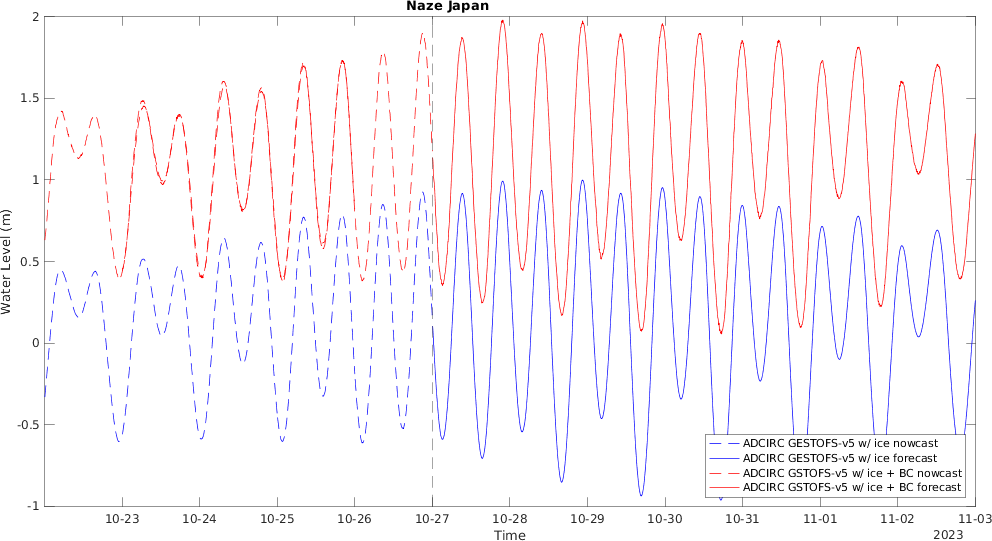 Naze Japan
Water Level (m)
2
1.5
1
0.5
0
-0.5
-1
10-23
10-24
10-25
10-26
10-27
10-28
10-29
10-30
10-31
11-01
11-02
11-03
2023
Time
ADCIRC GESTOFS-v5 w/ ice nowcast
ADCIRC GESTOFS-v5 w/ ice forecast
ADCIRC GSTOFS-v5 w/ ice + BC nowcast
ADCIRC GSTOFS-v5 w/ ice + BC forecast